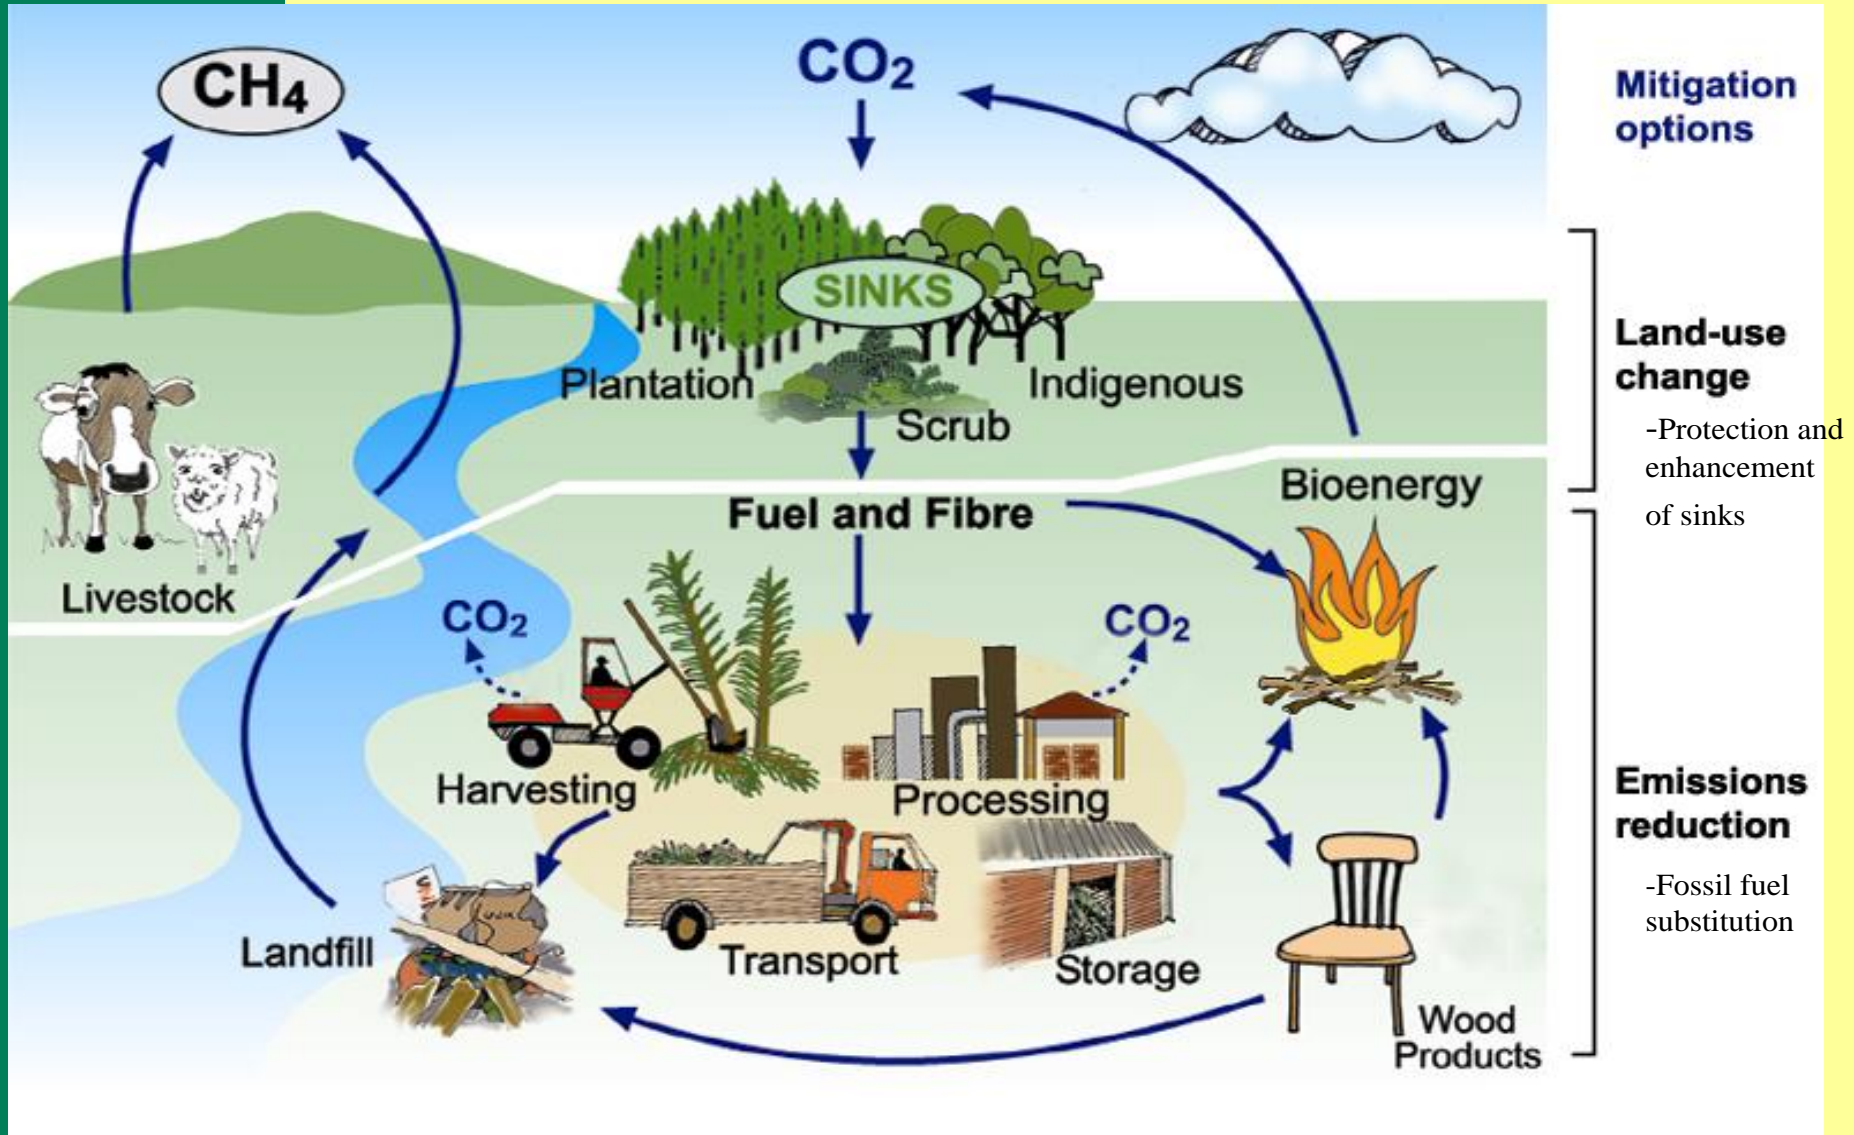 CH₄
CO₂
Mitigation
options
SINKS
Plantation
Indigenous
Scrub
Land-use
change
-Protection and
enhancement
of sinks
Livestock
Fuel and Fibre
Bioenergy
CO₂
CO₂
Harvesting
Processing
Emissions
reduction
-Fossil fuel
substitution
Landfill
Transport
Storage
Wood
Products